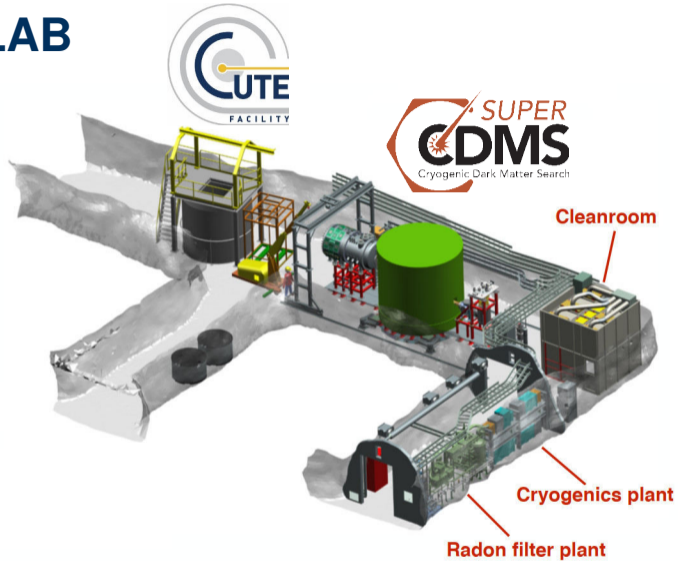 LAB
CUTE
FACILITY
SUPER
CDMS
Cryogenic Dark Matter Search
Cleanroom
Cryogenics plant
Radon filter plant